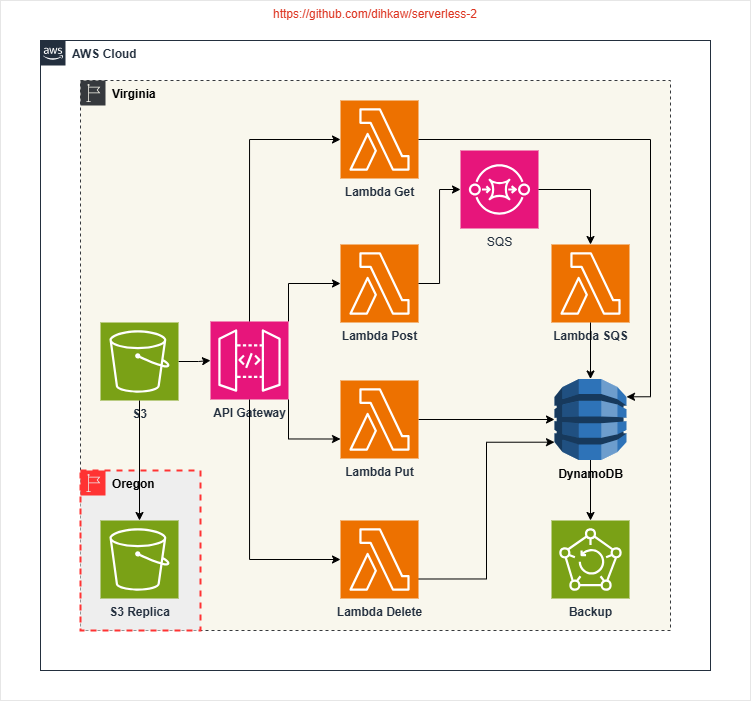 https://github.com/dihkaw/serverless-2
aws
AWS Cloud
Virginia
Lambda Get
SQS
Lambda Post
Lambda SQS
</>
S3
API Gateway
Lambda Put
DynamoDB
Oregon
S3 Replica
Lambda Delete
Backup